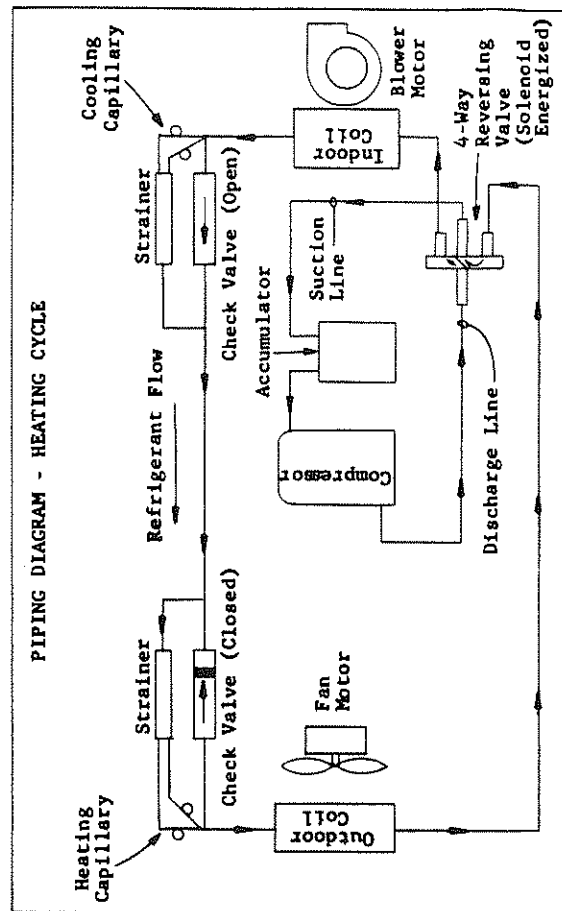 PIPING DIAGRAM - HEATING CYCLE
Heating
Capillary
Strainer
Check Valve (Closed)
Refrigerant Flow
Strainer
Check Valve (Open)
Cooling
Capillary
Outdoor
Coil
Fan
Motor
Compressor
Accumulator
Suction
Line
Discharge Line
Indoor
Coil
Blower
Motor
4-Way
Reversing
Valve
(Solenoid
Energized)